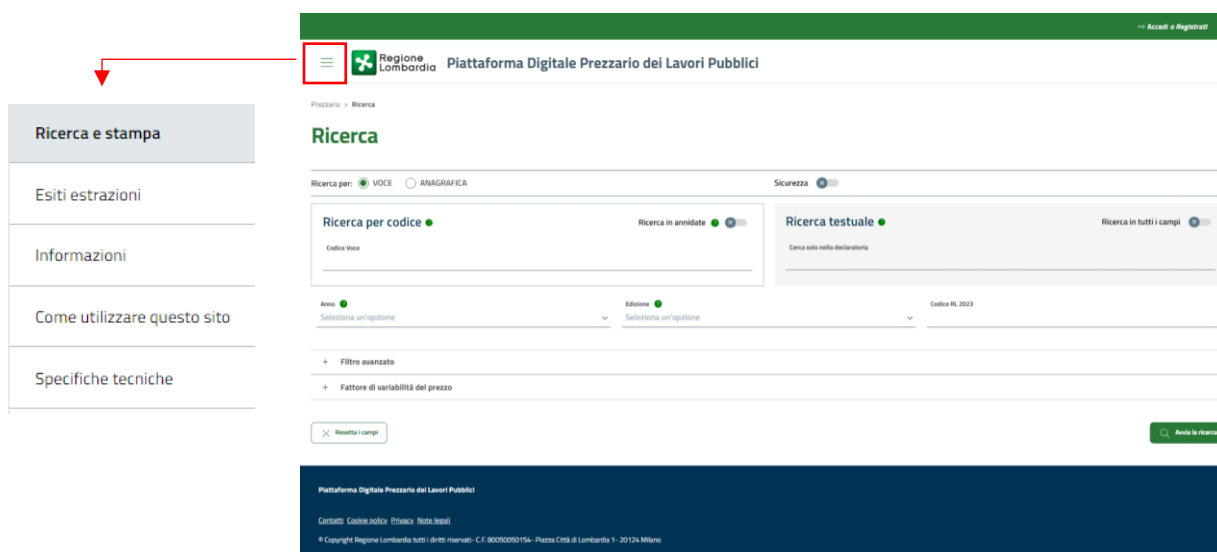 Accedi o Registrati
Regione Lombardia
Piattaforma Digitale Prezzario dei Lavori Pubblici
Prezzario > Ricerca
Ricerca
Ricerca e stampa
Esiti estrazioni
Informazioni
Come utilizzare questo sito
Specifiche tecniche
Ricerca per: VOCE ANAGRAFICA
Sicurezza
Ricerca per codice
Ricerca in annidate
Codice Voce
Ricerca testuale
Ricerca in tutti i campi
Cerca solo nella declaratoria
Anno
Seleziona un'opzione
Edizione
Seleziona un'opzione
Codice RL 2023
+ Filtro avanzato
+ Fattore di variabilità del prezzo
Resetta i campi
Avvia la ricerca
Piattaforma Digitale Prezzario dei Lavori Pubblici
Contatti Cookie policy Privacy Note legali
© Copyright Regione Lombardia tutti i diritti riservati- C.F. 80050050154- Piazza Città di Lombardia 1- 20124 Milano